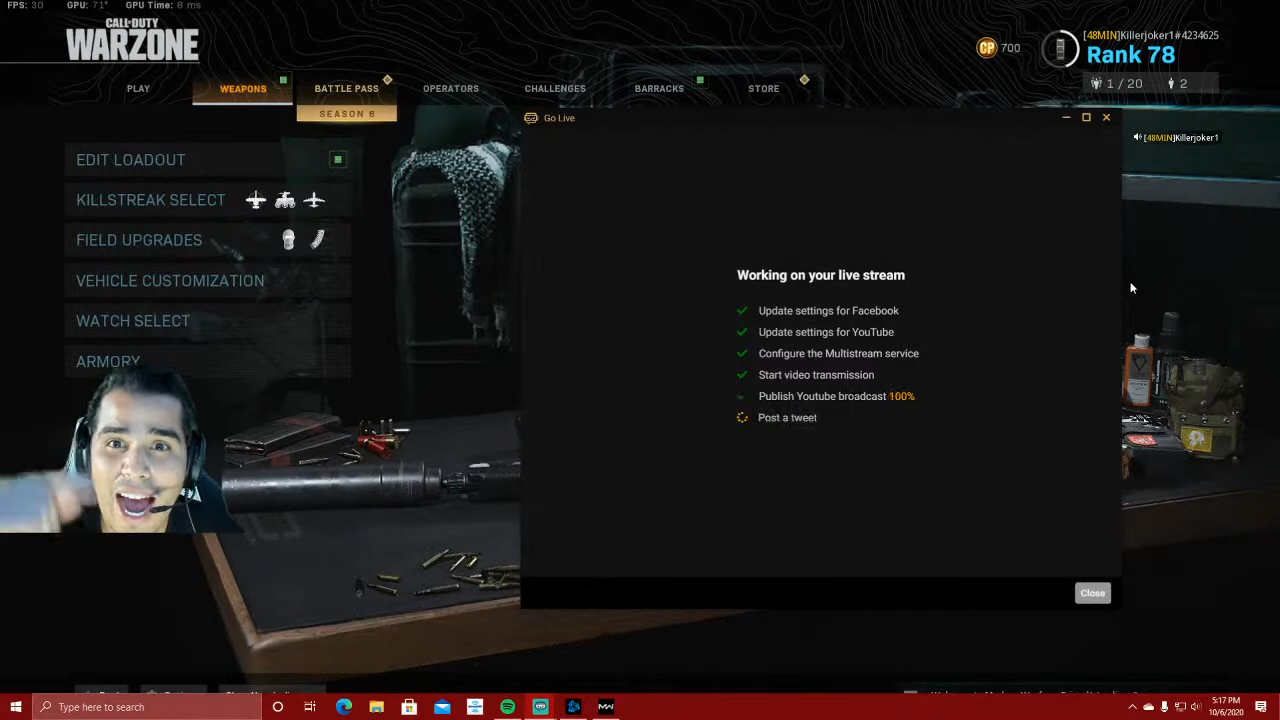 FPS: 30 GPU: 71° GPU Time: 8 ms
CALL OF DUTY
WARZONE
CP 700
[48MIN]Killerjoker1#4234625
Rank 78
1 / 20 2
PLAY WEAPONS BATTLE PASS OPERATORS CHALLENGES BARRACKS STORE
SEASON 6
Go Live
[48MIN]Killerjoker1
EDIT LOADOUT
KILLSTREAK SELECT
FIELD UPGRADES
VEHICLE CUSTOMIZATION
WATCH SELECT
ARMORY
Working on your live stream
Update settings for Facebook
Update settings for YouTube
Configure the Multistream service
Start video transmission
Publish Youtube broadcast 100%
Post a tweet
Close
Type here to search
MW
5:17 PM
10/6/2020